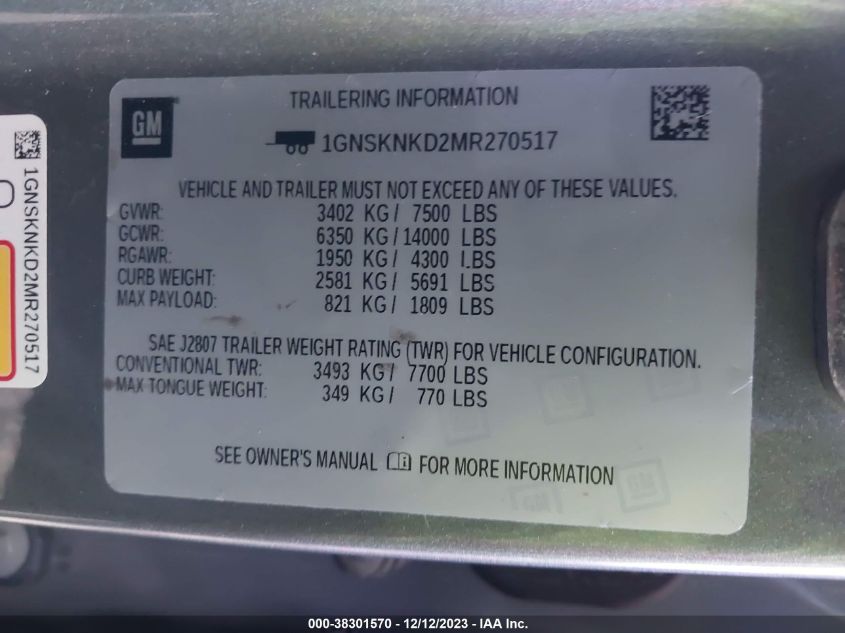 TRAILERING INFORMATION
GM
1GNSKNKD2MR270517
VEHICLE AND TRAILER MUST NOT EXCEED ANY OF THESE VALUES.
GVWR: 3402 KG / 7500 LBS
GCWR: 6350 KG / 14000 LBS
RGAWR: 1950 KG / 4300 LBS
CURB WEIGHT: 2581 KG / 5691 LBS
MAX PAYLOAD: 821 KG / 1809 LBS
SAE J2807 TRAILER WEIGHT RATING (TWR) FOR VEHICLE CONFIGURATION.
CONVENTIONAL TWR: 3493 KG / 7700 LBS
MAX TONGUE WEIGHT: 349 KG / 770 LBS
SEE OWNER'S MANUAL FOR MORE INFORMATION
GM
GM
1GNSKNKD2MR270517
000-38301570 - 12/12/2023 - IAA Inc.